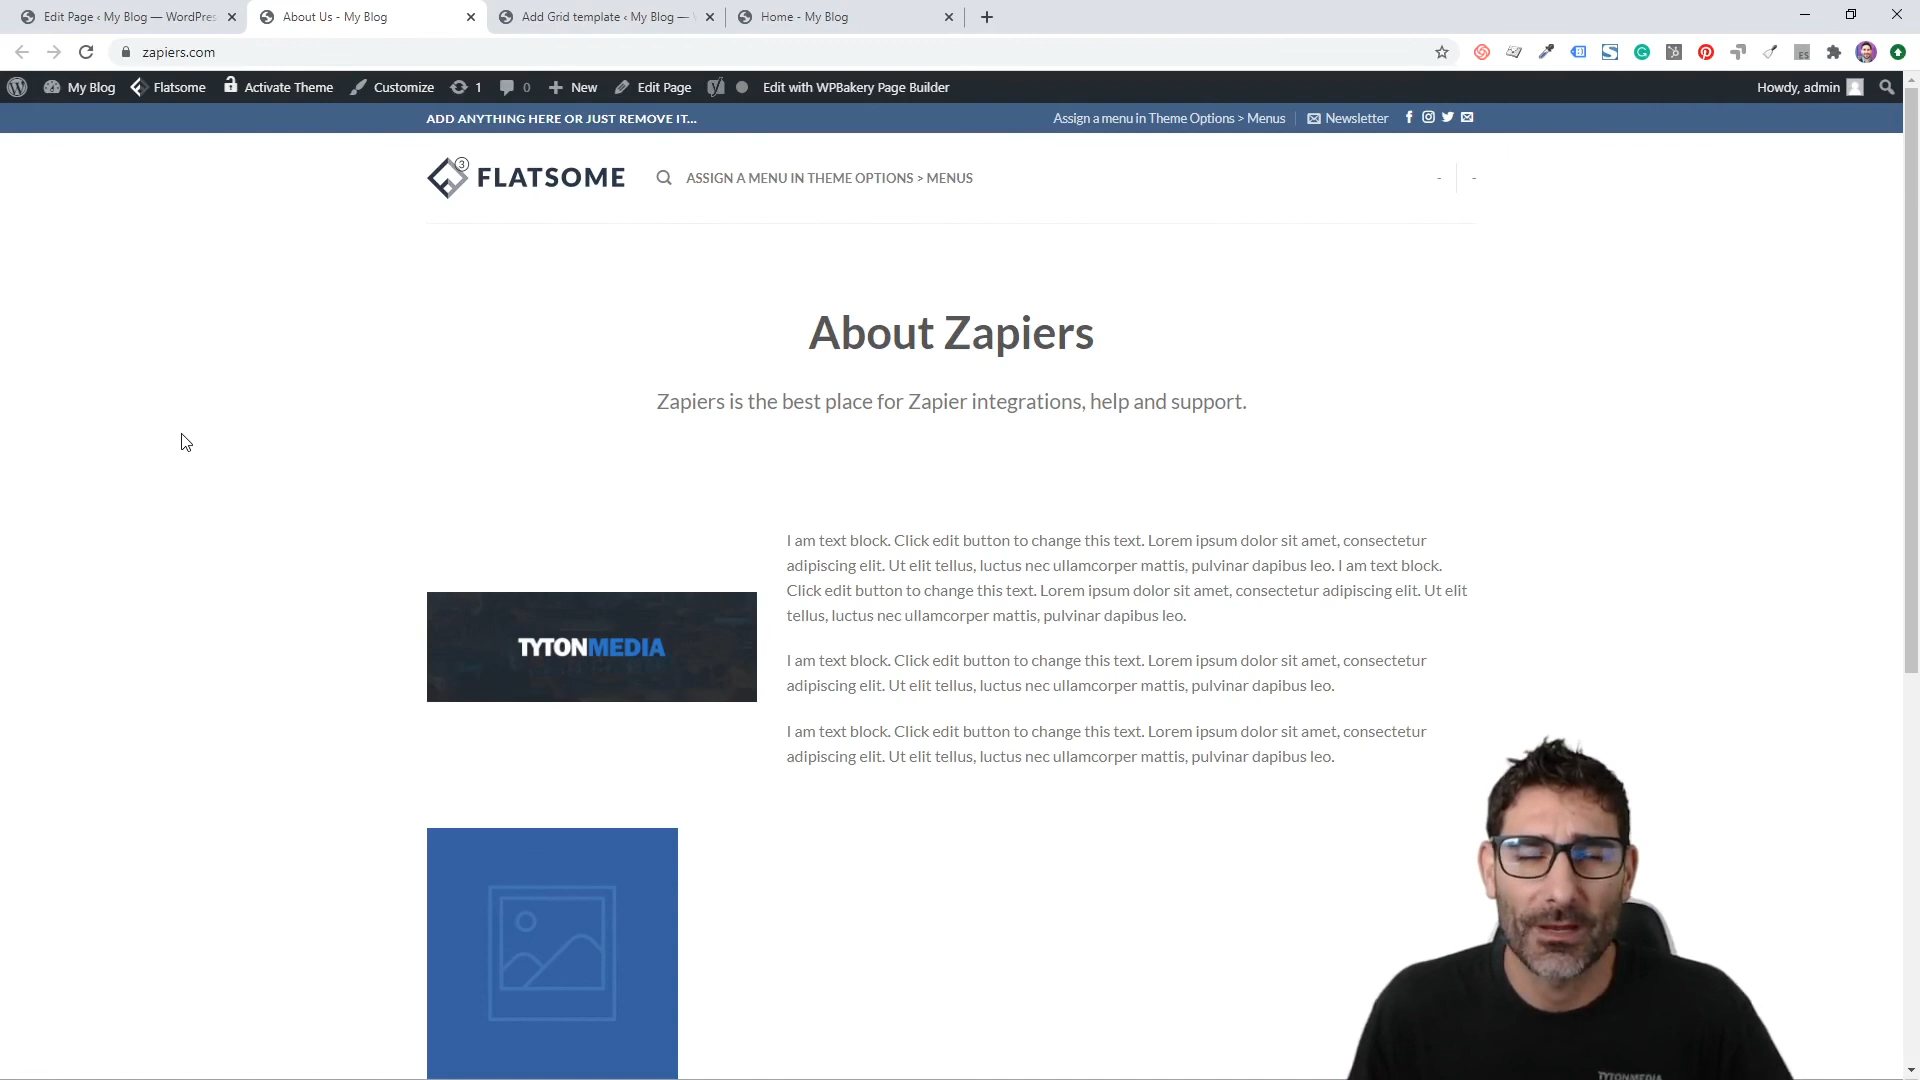 Edit Page ‹ My Blog — WordPres
About Us - My Blog
Add Grid template ‹ My Blog —
Home - My Blog
zapiers.com
ES
My Blog
Flatsome
Activate Theme
Customize
1
0
New
Edit Page
Edit with WPBakery Page Builder
Howdy, admin
ADD ANYTHING HERE OR JUST REMOVE IT...
Assign a menu in Theme Options > Menus
Newsletter
3
FLATSOME
ASSIGN A MENU IN THEME OPTIONS > MENUS
-
-
About Zapiers
Zapiers is the best place for Zapier integrations, help and support.
I am text block. Click edit button to change this text. Lorem ipsum dolor sit amet, consectetur
adipiscing elit. Ut elit tellus, luctus nec ullamcorper mattis, pulvinar dapibus leo. I am text block.
Click edit button to change this text. Lorem ipsum dolor sit amet, consectetur adipiscing elit. Ut elit
tellus, luctus nec ullamcorper mattis, pulvinar dapibus leo.
TYTONMEDIA
I am text block. Click edit button to change this text. Lorem ipsum dolor sit amet, consectetur
adipiscing elit. Ut elit tellus, luctus nec ullamcorper mattis, pulvinar dapibus leo.
I am text block. Click edit button to change this text. Lorem ipsum dolor sit amet, consectetur
adipiscing elit. Ut elit tellus, luctus nec ullamcorper mattis, pulvinar dapibus leo.
TYTONMEDIA